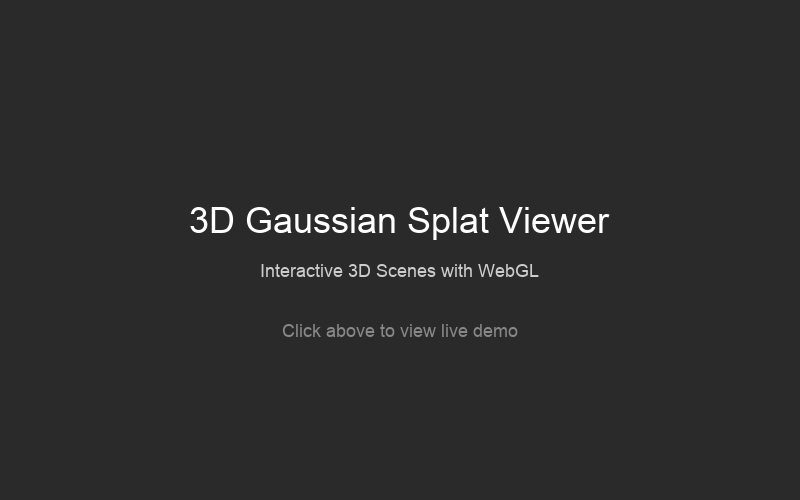 3D Gaussian Splat Viewer
Interactive 3D Scenes with WebGL
Click above to view live demo